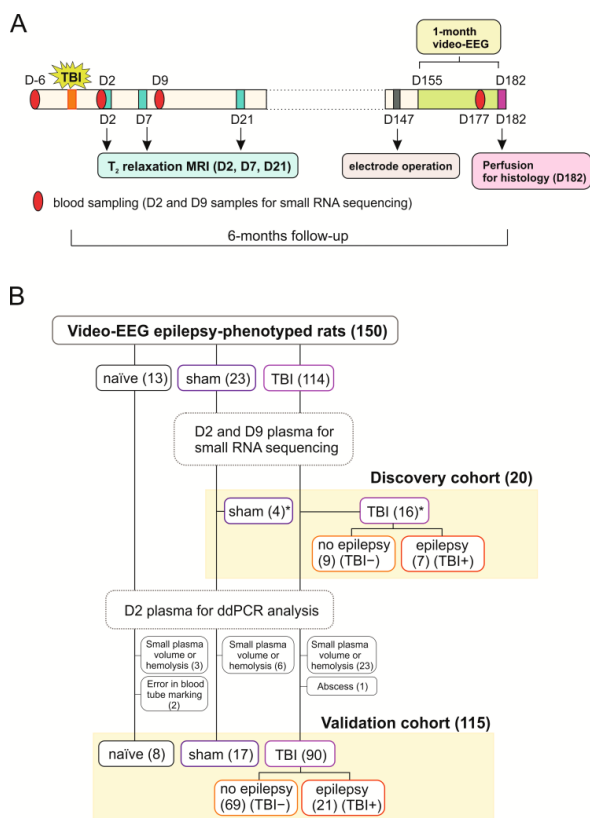 A
1-month
video-EEG
TBI
D-6
D2
D9
D155
D182
D2
D7
D21
D147
D177
D182
T₂ relaxation MRI (D2, D7, D21)
electrode operation
Perfusion
for histology (D182)
blood sampling (D2 and D9 samples for small RNA sequencing)
6-months follow-up
B
Video-EEG epilepsy-phenotyped rats (150)
naïve (13)
sham (23)
TBI (114)
D2 and D9 plasma for
small RNA sequencing
Discovery cohort (20)
sham (4)*
TBI (16)*
no epilepsy
(9) (TBI−)
epilepsy
(7) (TBI+)
D2 plasma for ddPCR analysis
Small plasma
volume or
hemolysis (3)
Small plasma
volume or
hemolysis (6)
Small plasma
volume or
hemolysis (23)
Error in blood
tube marking
(2)
Abscess (1)
Validation cohort (115)
naïve (8)
sham (17)
TBI (90)
no epilepsy
(69) (TBI−)
epilepsy
(21) (TBI+)